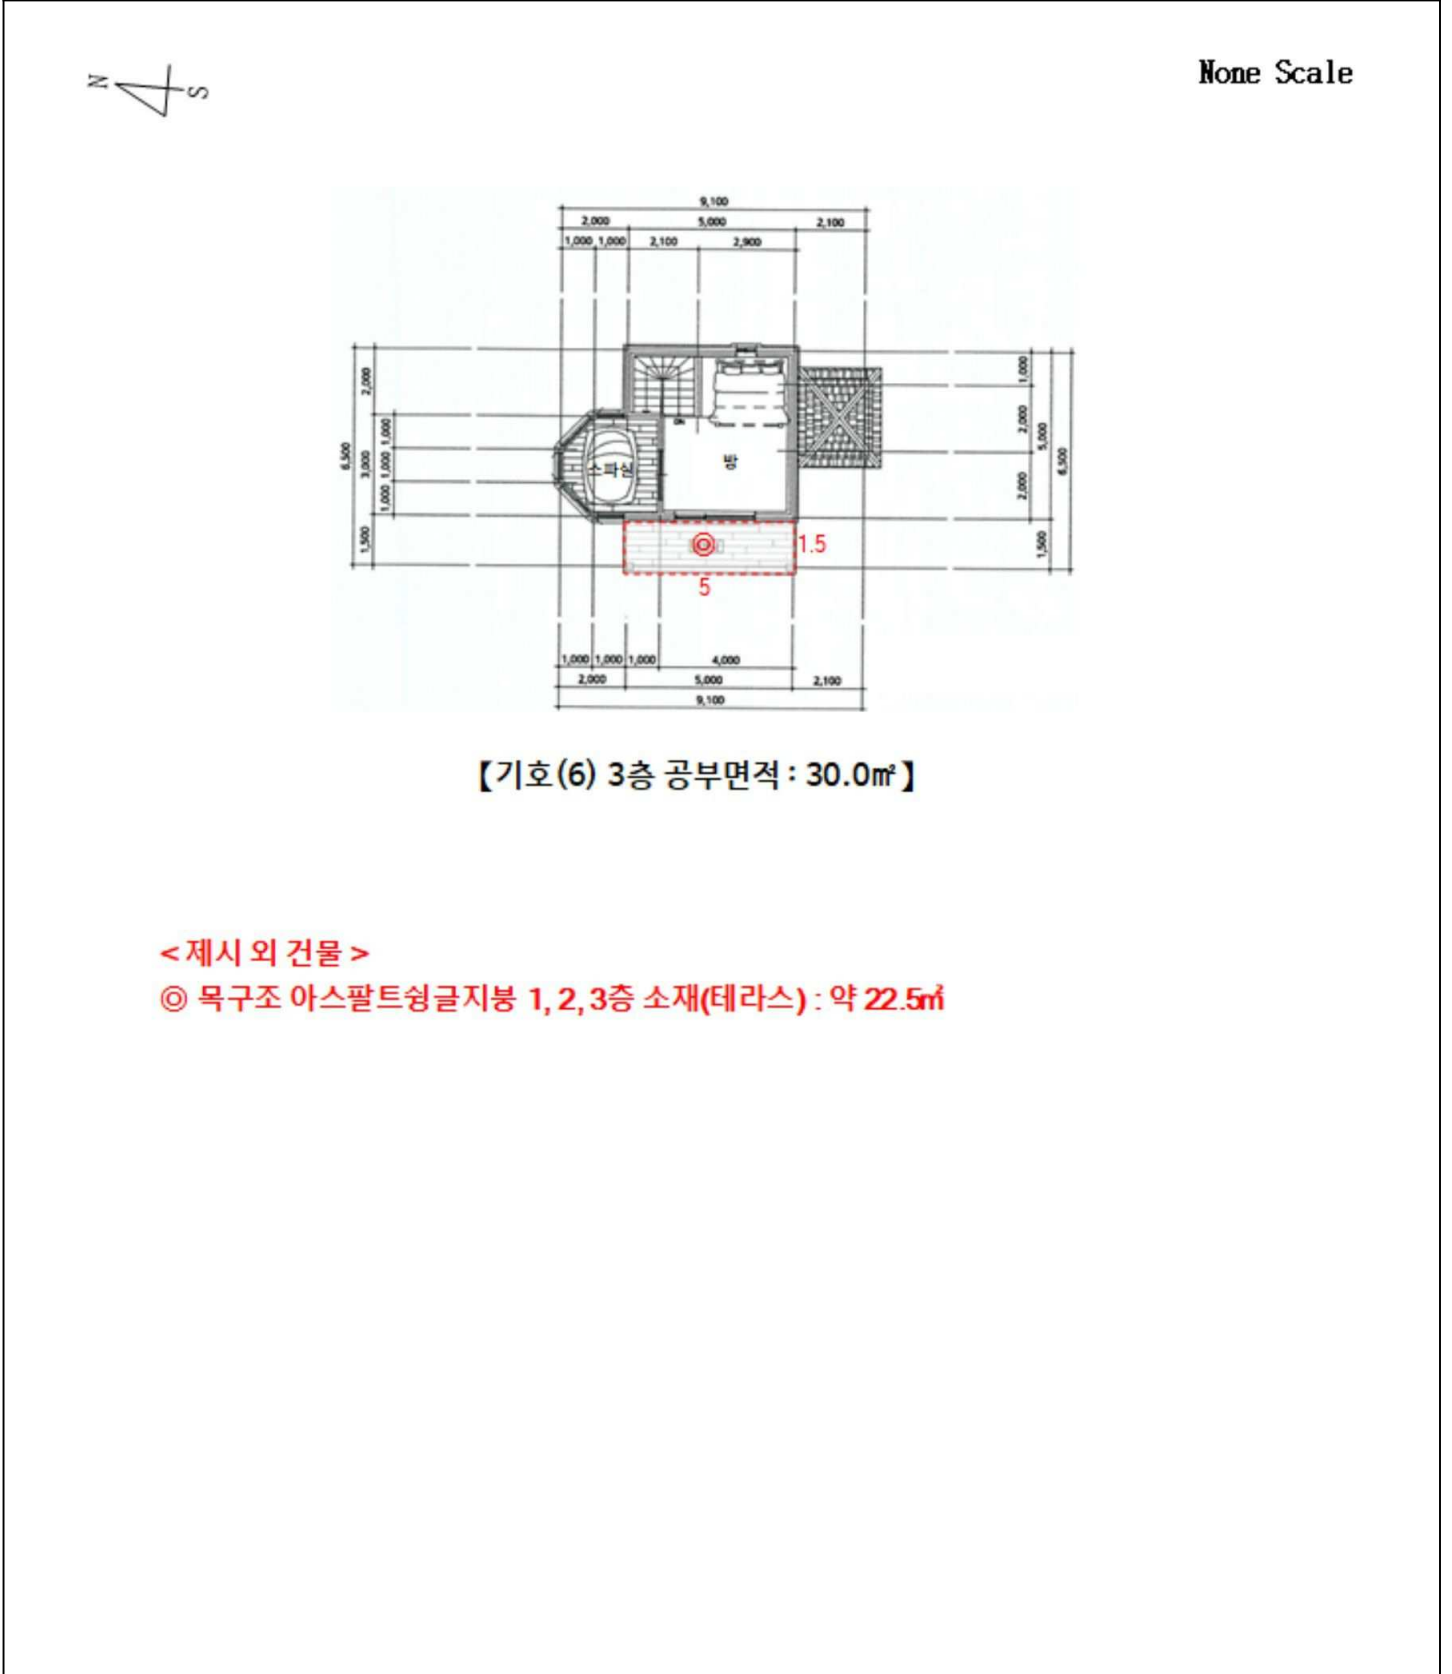 N
S
None Scale
9,100
2,000 5,000 2,100
1,000 1,000 2,100 2,900
6,500
2,000
3,000
1,500
1,000
1,000
1,000
1,000
2,000
2,000
5,000
1,500
6,500
스파실
방
1.5
5
1,000 1,000 1,000 4,000
2,000 5,000 2,100
9,100
【기호(6) 3층 공부면적 : 30.0㎡】
< 제시 외 건물 >
◎ 목구조 아스팔트슁글지붕 1, 2, 3층 소재(테라스) : 약 22.5㎡